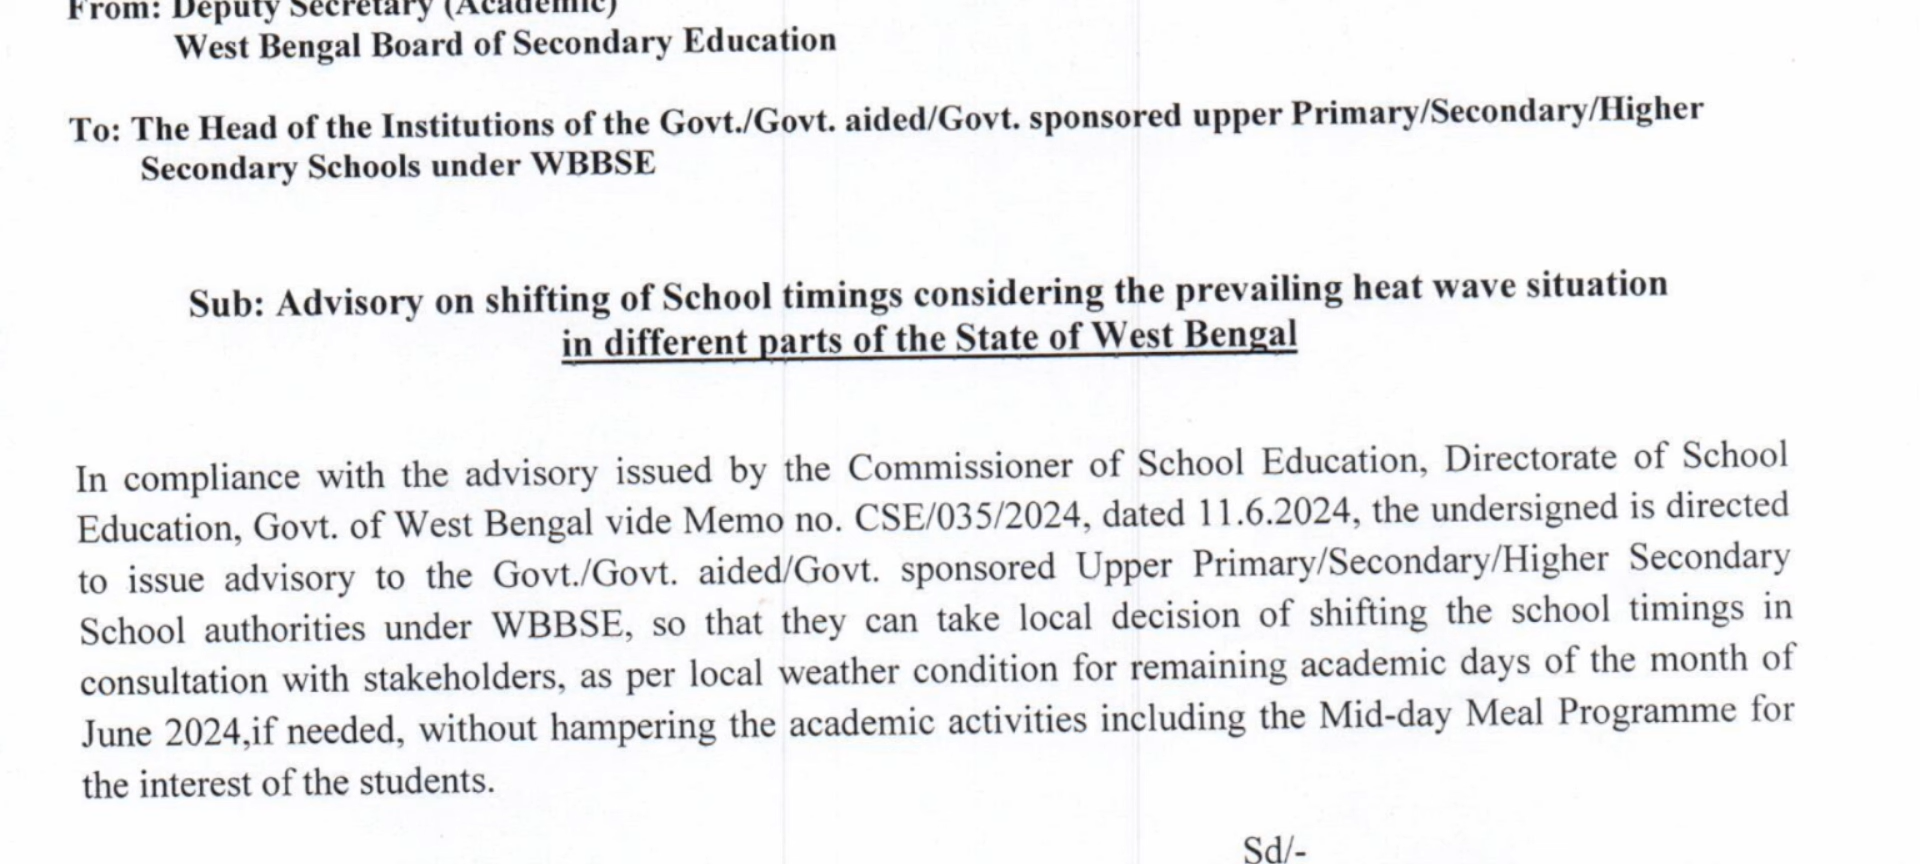 From: Deputy Secretary (Academic)
West Bengal Board of Secondary Education
To: The Head of the Institutions of the Govt./Govt. aided/Govt. sponsored upper Primary/Secondary/Higher
Secondary Schools under WBBSE
Sub: Advisory on shifting of School timings considering the prevailing heat wave situation
in different parts of the State of West Bengal
In compliance with the advisory issued by the Commissioner of School Education, Directorate of School
Education, Govt. of West Bengal vide Memo no. CSE/035/2024, dated 11.6.2024, the undersigned is directed
to issue advisory to the Govt./Govt. aided/Govt. sponsored Upper Primary/Secondary/Higher Secondary
School authorities under WBBSE, so that they can take local decision of shifting the school timings in
consultation with stakeholders, as per local weather condition for remaining academic days of the month of
June 2024,if needed, without hampering the academic activities including the Mid-day Meal Programme for
the interest of the students.
Sd/-